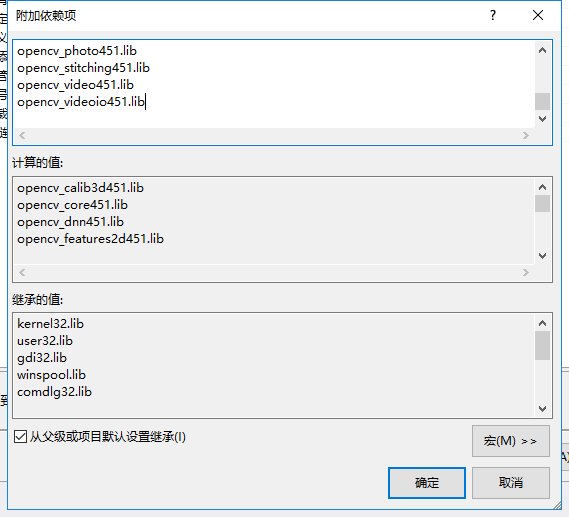 附加依赖项
?
opencv_photo451.lib
opencv_stitching451.lib
opencv_video451.lib
opencv_videoio451.lib
计算的值:
opencv_calib3d451.lib
opencv_core451.lib
opencv_dnn451.lib
opencv_features2d451.lib
继承的值:
kernel32.lib
user32.lib
gdi32.lib
winspool.lib
comdlg32.lib
从父级或项目默认设置继承(I)
宏(M) >>
确定
取消